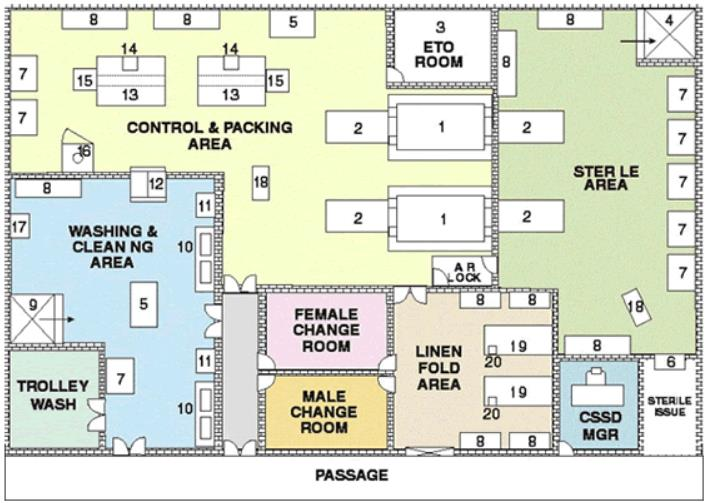 8
8
5
3
ETO
ROOM
8
4
14
14
7
15
13
13
15
8
7
7
CONTROL & PACKING
AREA
2
1
2
7
16
STER LE
AREA
12
18
7
8
11
17
WASHING &
CLEAN NG
AREA
10
2
1
2
7
A R
LOCK
7
9
5
8
8
18
FEMALE
CHANGE
ROOM
LINEN
FOLD
AREA
19
20
8
11
7
6
TROLLEY
WASH
10
MALE
CHANGE
ROOM
19
20
CSSD
MGR
STERILE
ISSUE
8
8
PASSAGE